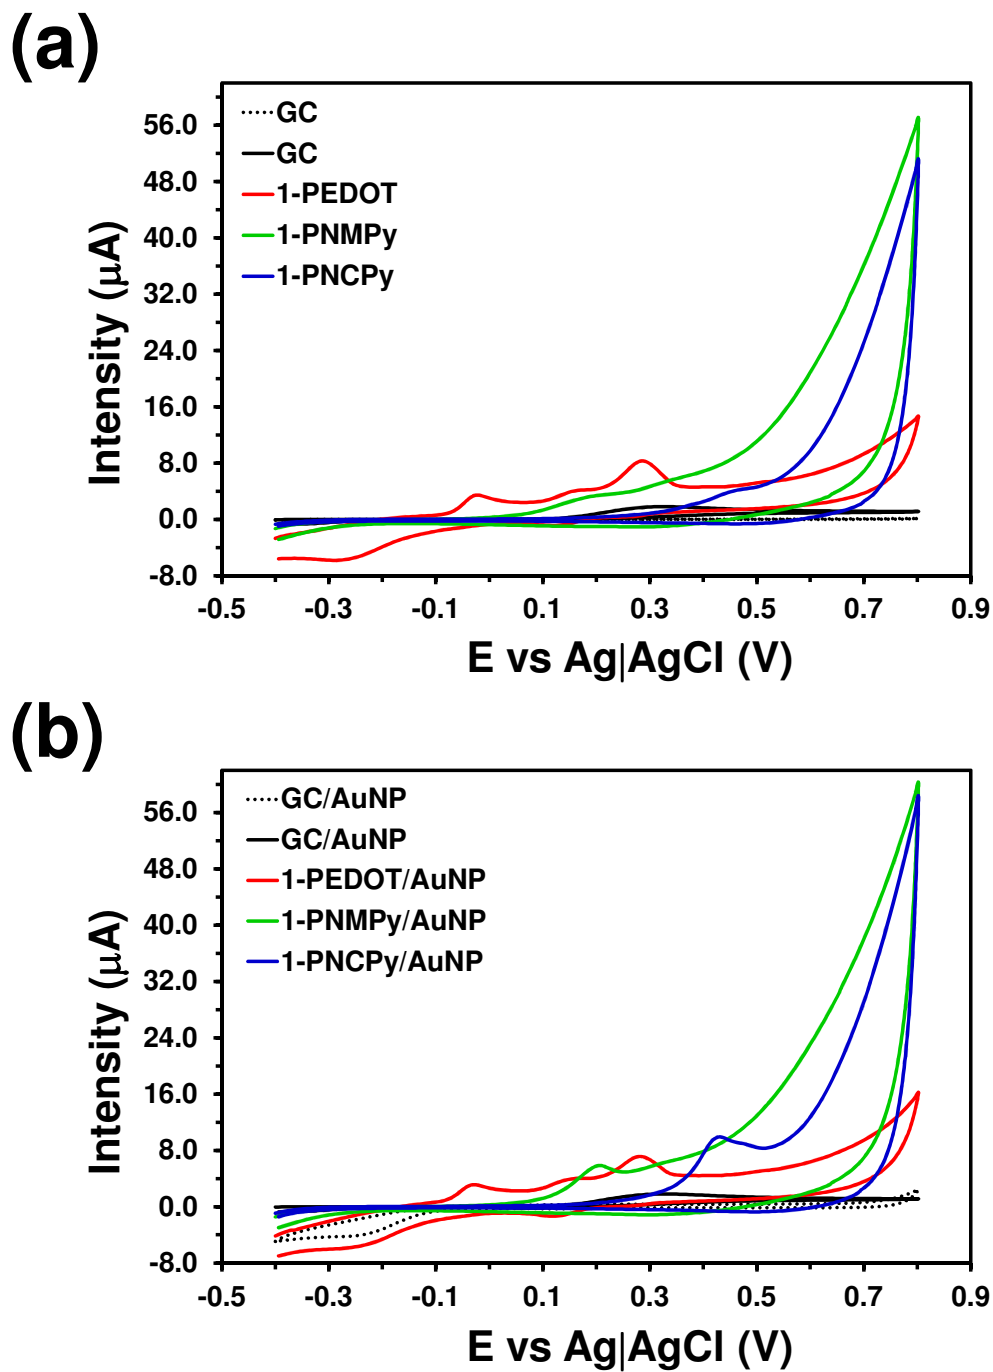 (a)
Intensity (μA)
56.0
48.0
40.0
32.0
24.0
16.0
8.0
0.0
-8.0
GC
GC
1-PEDOT
1-PNMPy
1-PNCPy
-0.5 -0.3 -0.1 0.1 0.3 0.5 0.7 0.9
E vs Ag|AgCl (V)
(b)
Intensity (μA)
56.0
48.0
40.0
32.0
24.0
16.0
8.0
0.0
-8.0
GC/AuNP
GC/AuNP
1-PEDOT/AuNP
1-PNMPy/AuNP
1-PNCPy/AuNP
-0.5 -0.3 -0.1 0.1 0.3 0.5 0.7 0.9
E vs Ag|AgCl (V)